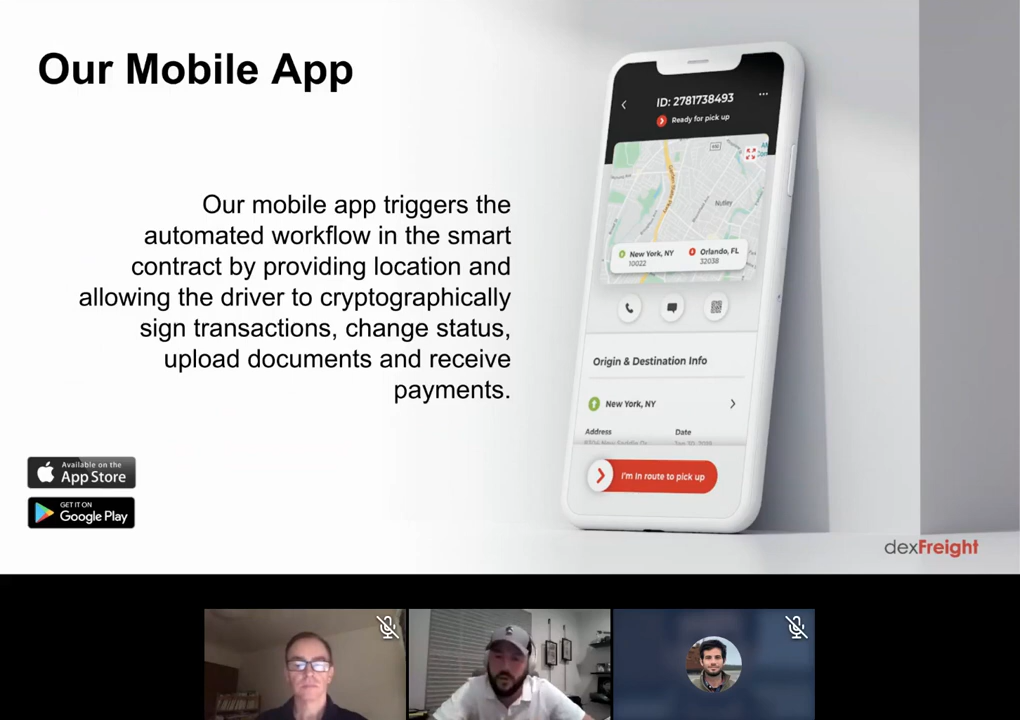 Our Mobile App
Our mobile app triggers the
automated workflow in the smart
contract by providing location and
allowing the driver to cryptographically
sign transactions, change status,
upload documents and receive
payments.
Available on the
App Store
GET IT ON
Google Play
ID: 2781738493
Ready for pick up
Nutley
New York, NY
10022
Orlando, FL
32038
Origin & Destination Info
New York, NY
Address
Date
I'm In route to pick up
dexFreight